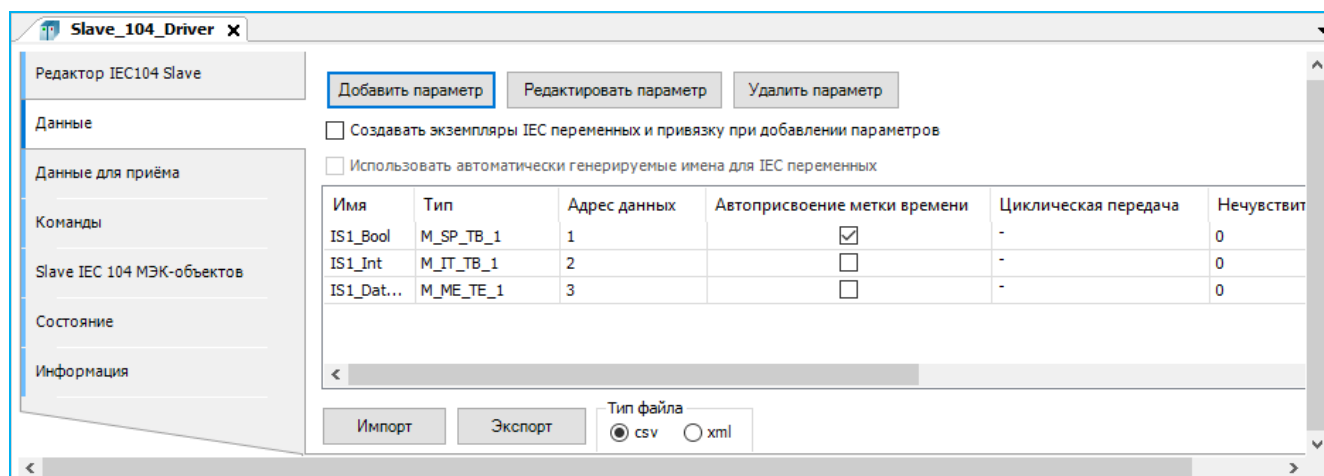 Slave_104_Driver X
Редактор IEC104 Slave
Данные
Данные для приёма
Команды
Slave IEC 104 МЭК-объектов
Состояние
Информация
Добавить параметр Редактировать параметр Удалить параметр
Создавать экземпляры IEC переменных и привязку при добавлении параметров
Использовать автоматически генерируемые имена для IEC переменных
Имя Тип Адрес данных Автоприсвоение метки времени Циклическая передача Нечувствит
IS1_Bool M_SP_TB_1 1 - 0
IS1_Int M_IT_TB_1 2 - 0
IS1_Dat... M_ME_TE_1 3 - 0
Импорт Экспорт Тип файла
csv xml